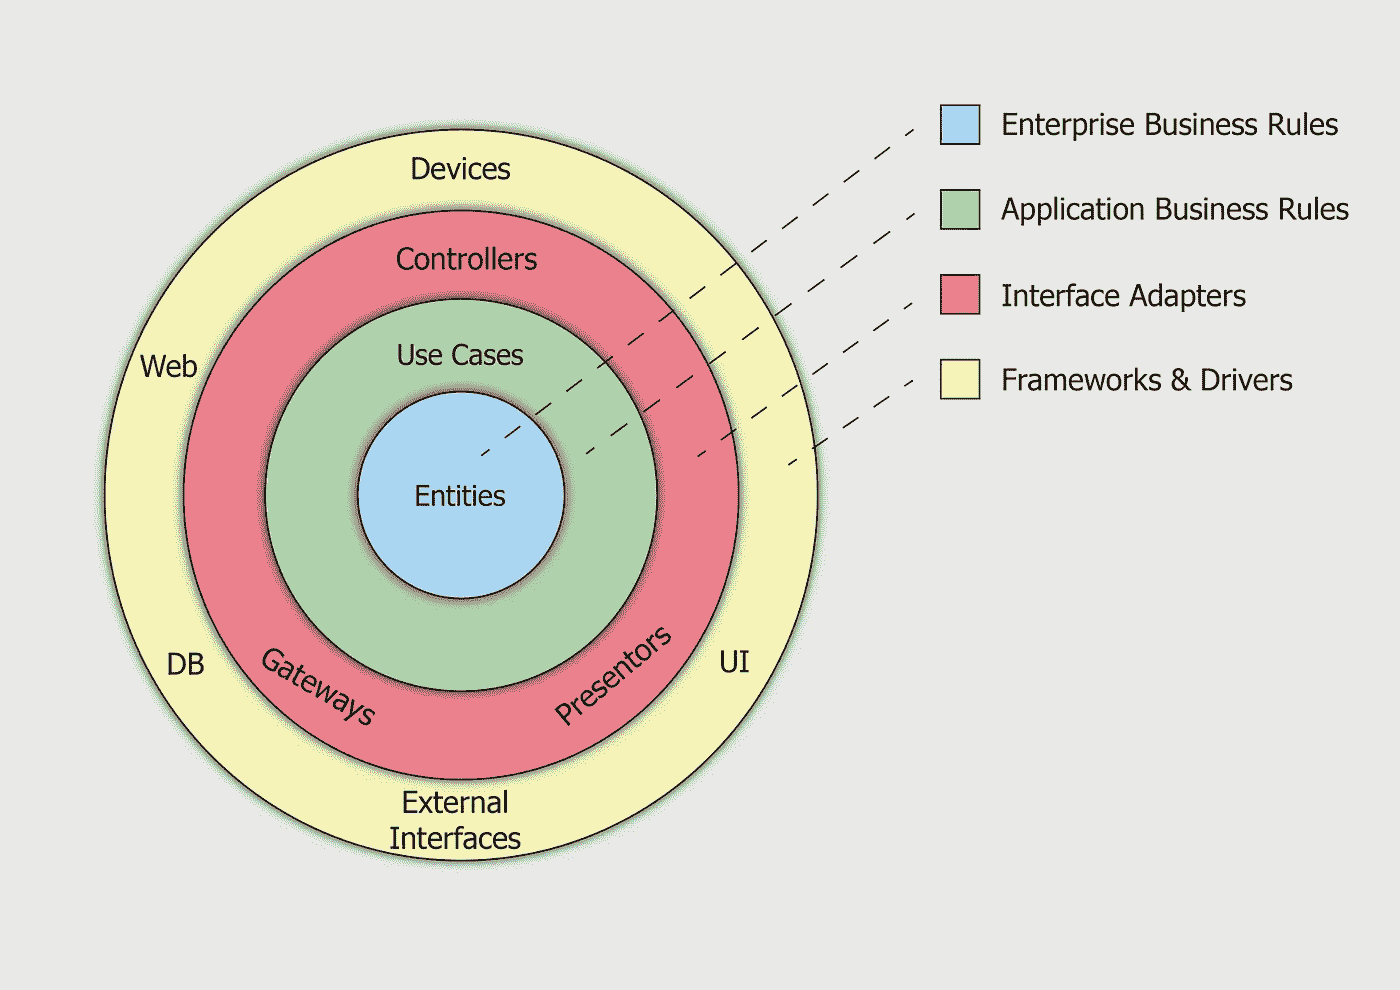 Devices
Controllers
Use Cases
Web
Entities
DB
Gateways
Presentors
UI
External
Interfaces
Enterprise Business Rules
Application Business Rules
Interface Adapters
Frameworks & Drivers